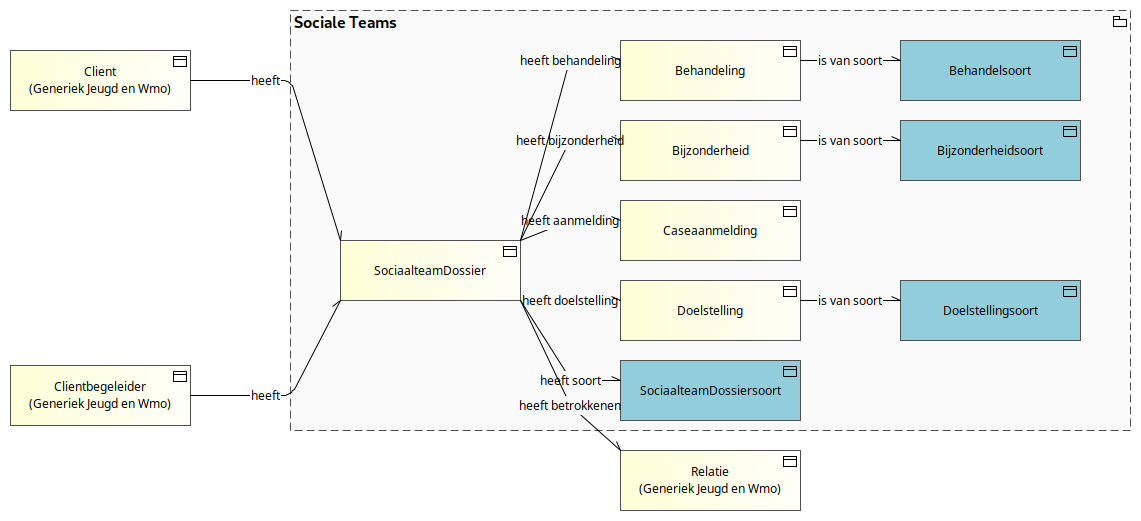 Sociale Teams
Client
(Generiek Jeugd en Wmo)
heeft
heeft behandeling
Behandeling
is van soort
Behandelsoort
heeft bijzonderheid
Bijzonderheid
is van soort
Bijzonderheidsoort
heeft aanmelding
Caseaanmelding
SociaalteamDossier
heeft doelstelling
Doelstelling
is van soort
Doelstellingsoort
heeft soort
SociaalteamDossiersoort
Clientbegeleider
(Generiek Jeugd en Wmo)
heeft
heeft betrokkenen
Relatie
(Generiek Jeugd en Wmo)